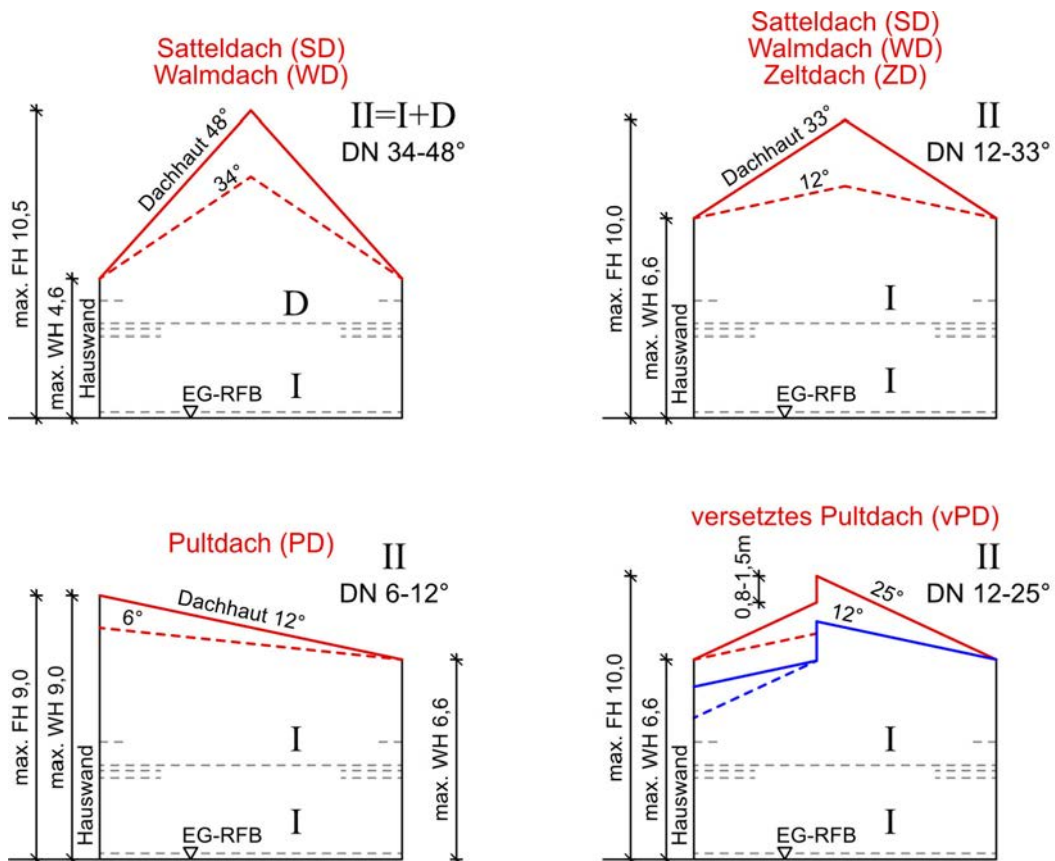 Satteldach (SD)
Walmdach (WD)
II=I+D
DN 34-48°
Dachhaut 48°
34°
max. FH 10,5
max. WH 4,6
Hauswand
D
I
EG-RFB
Satteldach (SD)
Walmdach (WD)
Zeltdach (ZD)
II
DN 12-33°
Dachhaut 33°
12°
max. FH 10,0
max. WH 6,6
Hauswand
I
I
EG-RFB
Pultdach (PD)
II
DN 6-12°
Dachhaut 12°
6°
max. FH 9,0
max. WH 9,0
Hauswand
I
I
EG-RFB
max. WH 6,6
versetztes Pultdach (vPD)
II
DN 12-25°
0,8-1,5m
25°
12°
max. FH 10,0
max. WH 6,6
Hauswand
I
I
EG-RFB